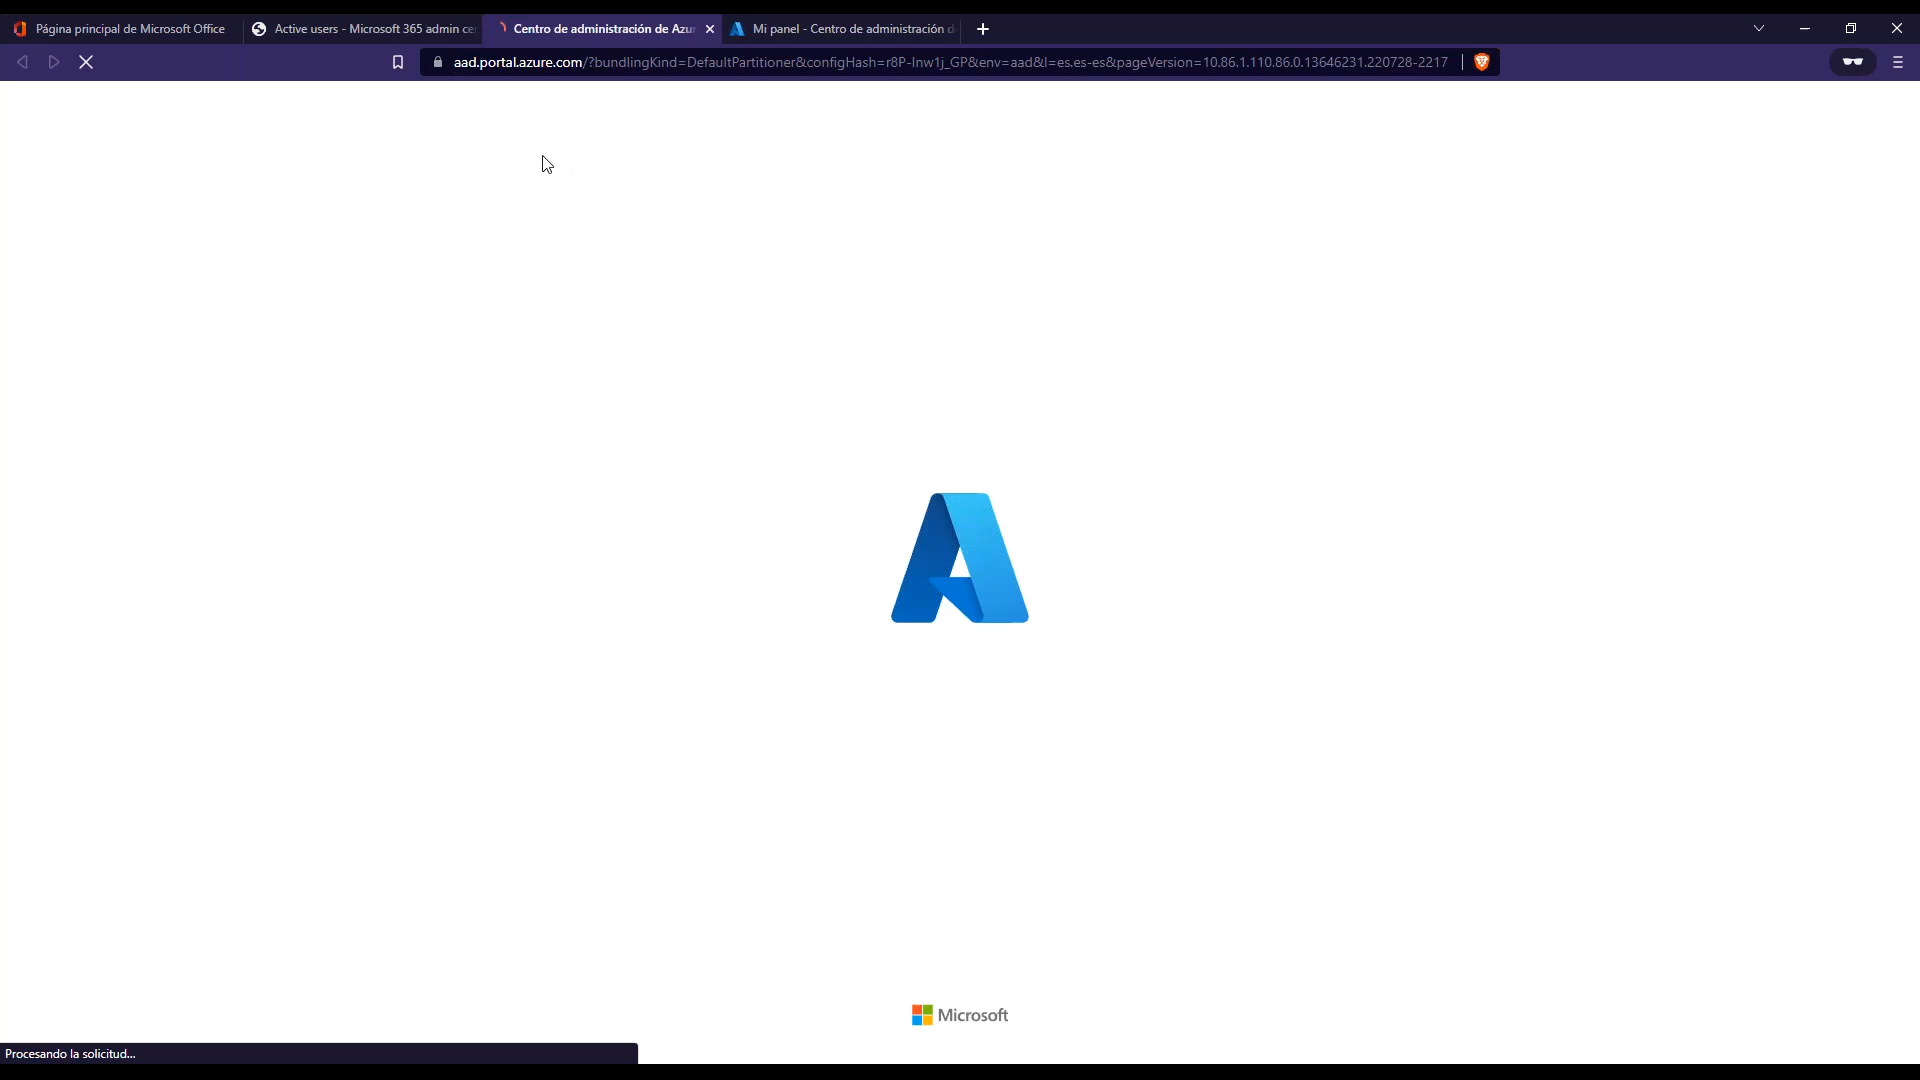 Página principal de Microsoft Office
Active users - Microsoft 365 admin ce
Centro de administración de Azu
Mi panel - Centro de administración d
aad.portal.azure.com/?bundlingKind=DefaultPartitioner&configHash=r8P-Inw1j_GP&env=aad&l=es.es-es&pageVersion=10.86.1.110.86.0.13646231.220728-2217
Microsoft
Procesando la solicitud...